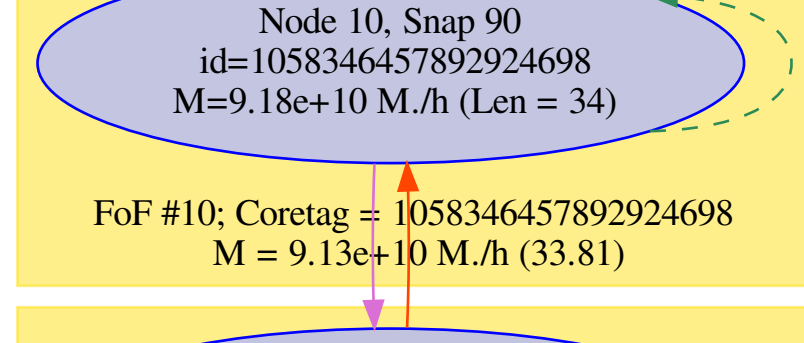 Node 10, Snap 90
id=1058346457892924698
M=9.18e+10 M./h (Len = 34)
FoF #10; Coretag = 1058346457892924698
M = 9.13e+10 M./h (33.81)